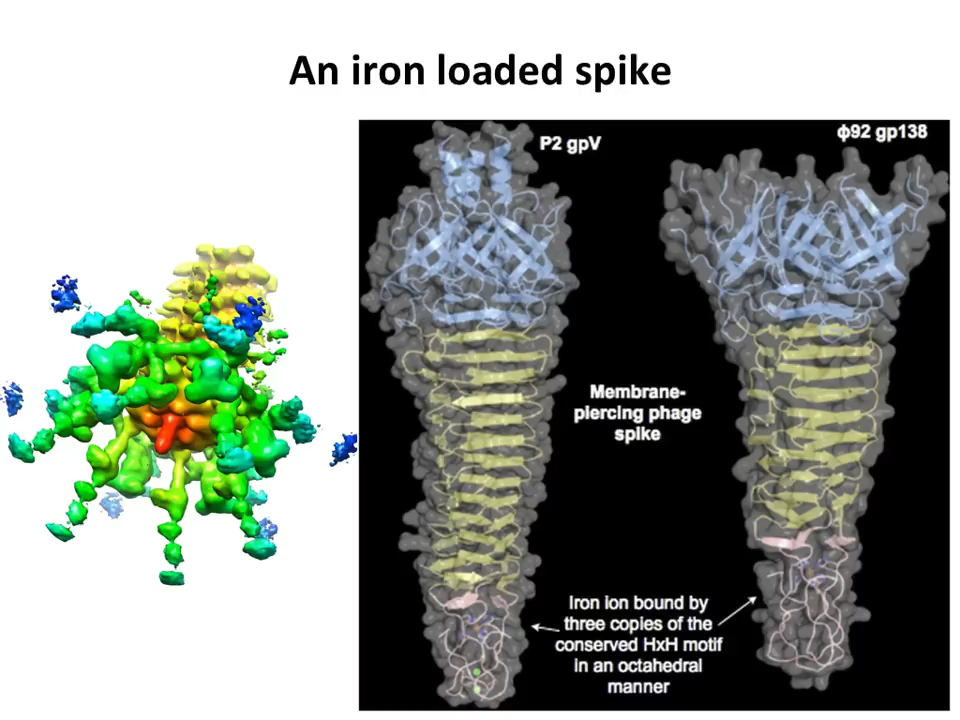 An iron loaded spike
P2 gpV
ϕ92 gp138
Membrane-
piercing phage
spike
Iron ion bound by
three copies of the
conserved HxH motif
in an octahedral
manner